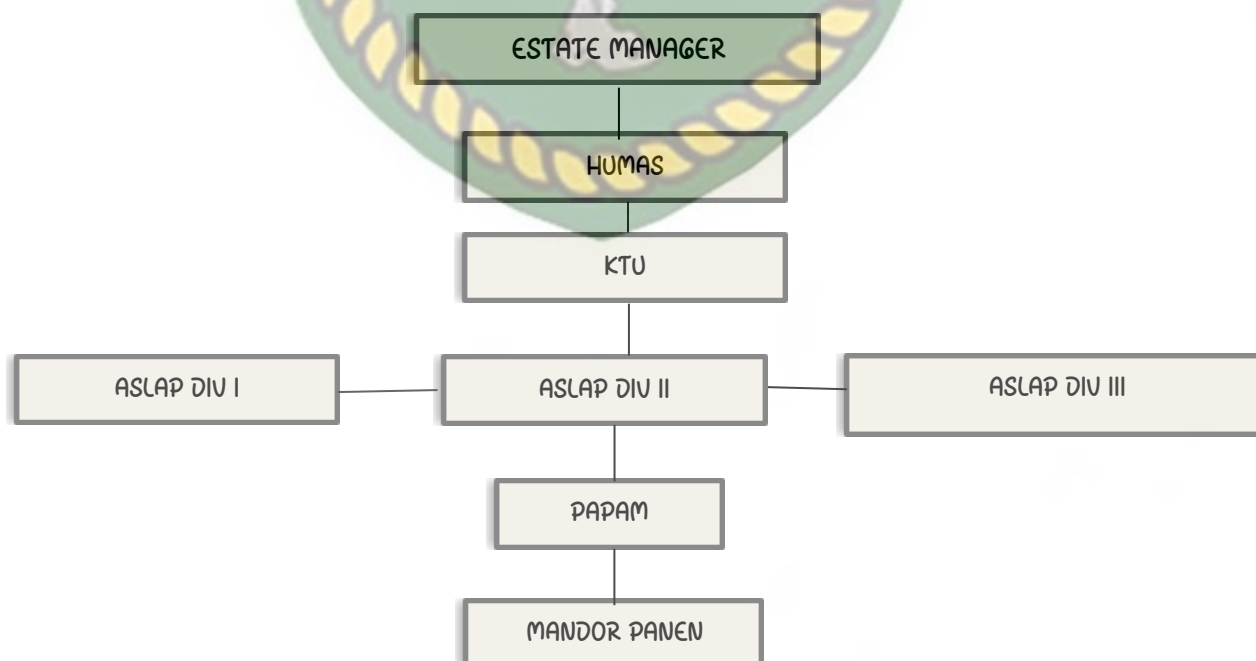 ESTATE MANAGER
HUMAS
KTU
ASLAP DIV I
ASLAP DIV II
ASLAP DIV III
PAPAM
MANDOR PANEN